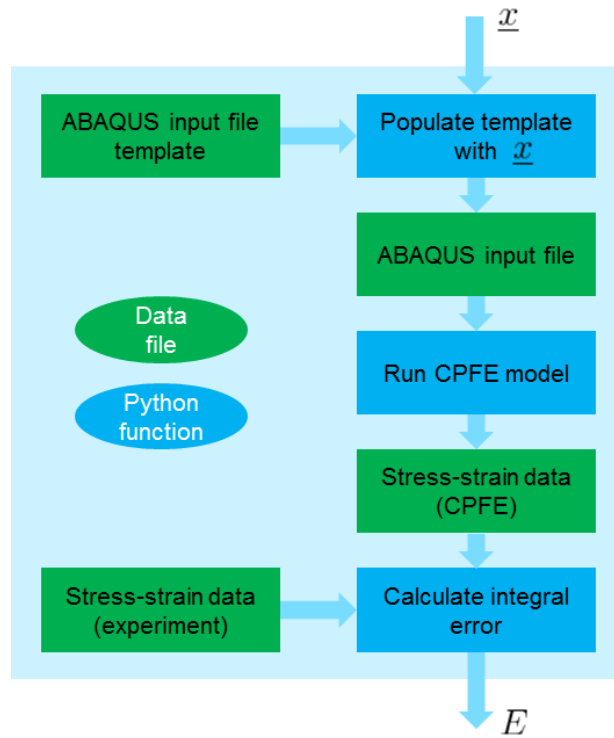 x
ABAQUS input file
template
Populate template
with x
ABAQUS input file
Data
file
Run CPFE model
Python
function
Stress-strain data
(CPFE)
Stress-strain data
(experiment)
Calculate integral
error
E